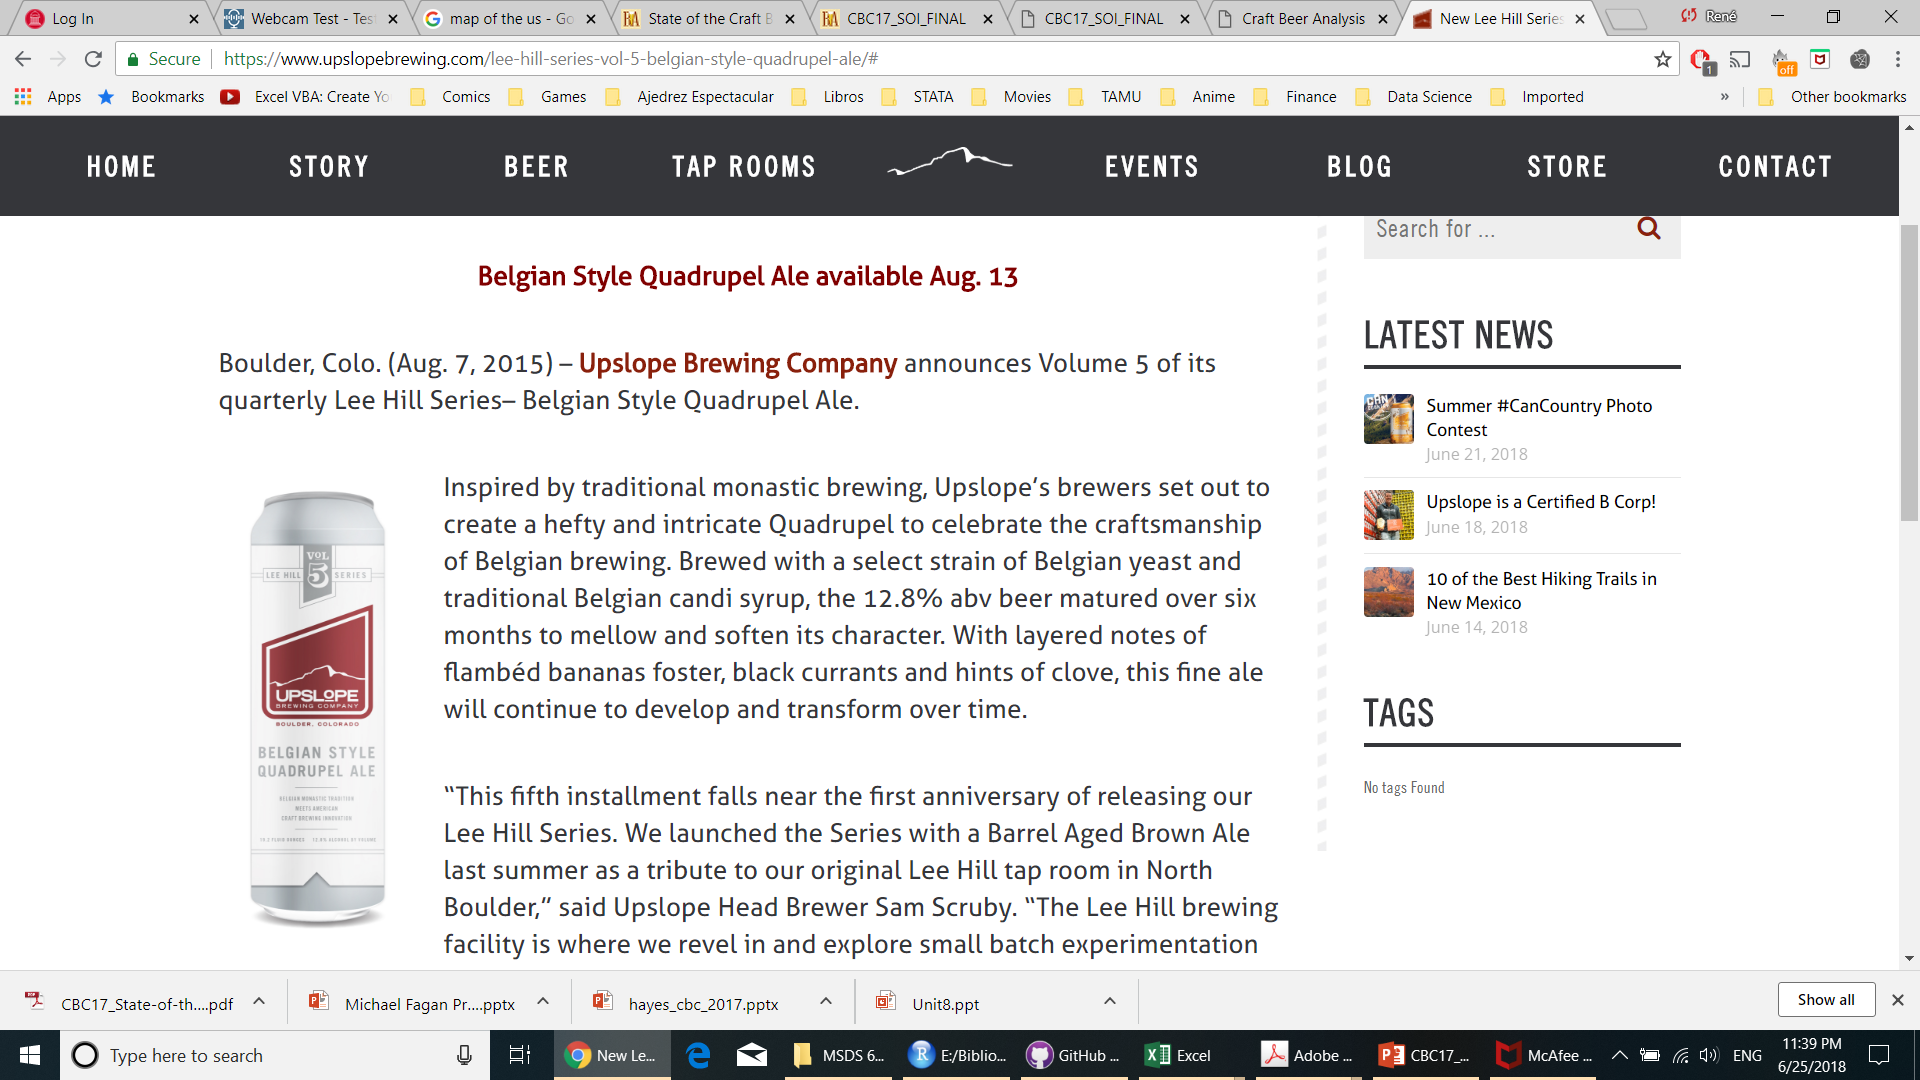 Log In
Webcam Test - Tes
map of the us - Go
State of the Craft B
CBC17_SOI_FINAL
CBC17_SOI_FINAL
Craft Beer Analysis
New Lee Hill Series
René
Secure
https://www.upslopebrewing.com/lee-hill-series-vol-5-belgian-style-quadrupel-ale/#
1
off
Apps
Bookmarks
Excel VBA: Create Yo
Comics
Games
Ajedrez Espectacular
Libros
STATA
Movies
TAMU
Anime
Finance
Data Science
Imported
»
Other bookmarks
HOME
STORY
BEER
TAP ROOMS
EVENTS
BLOG
STORE
CONTACT
Search for ...
Belgian Style Quadrupel Ale available Aug. 13
Boulder, Colo. (Aug. 7, 2015) – Upslope Brewing Company announces Volume 5 of its
quarterly Lee Hill Series– Belgian Style Quadrupel Ale.
VOL
5
LEE HILL SERIES
UPSLOPE
BREWING COMPANY
BOULDER, COLORADO
BELGIAN STYLE
QUADRUPEL ALE
BELGIAN MONASTIC TRADITION
MEETS AMERICAN
CRAFT BREWING INNOVATION
Inspired by traditional monastic brewing, Upslope’s brewers set out to
create a hefty and intricate Quadrupel to celebrate the craftsmanship
of Belgian brewing. Brewed with a select strain of Belgian yeast and
traditional Belgian candi syrup, the 12.8% abv beer matured over six
months to mellow and soften its character. With layered notes of
flambéd bananas foster, black currants and hints of clove, this fine ale
will continue to develop and transform over time.
“This fifth installment falls near the first anniversary of releasing our
Lee Hill Series. We launched the Series with a Barrel Aged Brown Ale
last summer as a tribute to our original Lee Hill tap room in North
Boulder,” said Upslope Head Brewer Sam Scruby. “The Lee Hill brewing
facility is where we revel in and explore small batch experimentation
LATEST NEWS
Summer #CanCountry Photo
Contest
June 21, 2018
Upslope is a Certified B Corp!
June 18, 2018
10 of the Best Hiking Trails in
New Mexico
June 14, 2018
TAGS
No tags Found
CBC17_State-of-th....pdf
Michael Fagan Pr....pptx
hayes_cbc_2017.pptx
Unit8.ppt
Show all
Type here to search
New Le...
MSDS 6...
E:/Biblio...
GitHub ...
Excel
Adobe ...
CBC17_...
McAfee ...
ENG
11:39 PM
6/25/2018